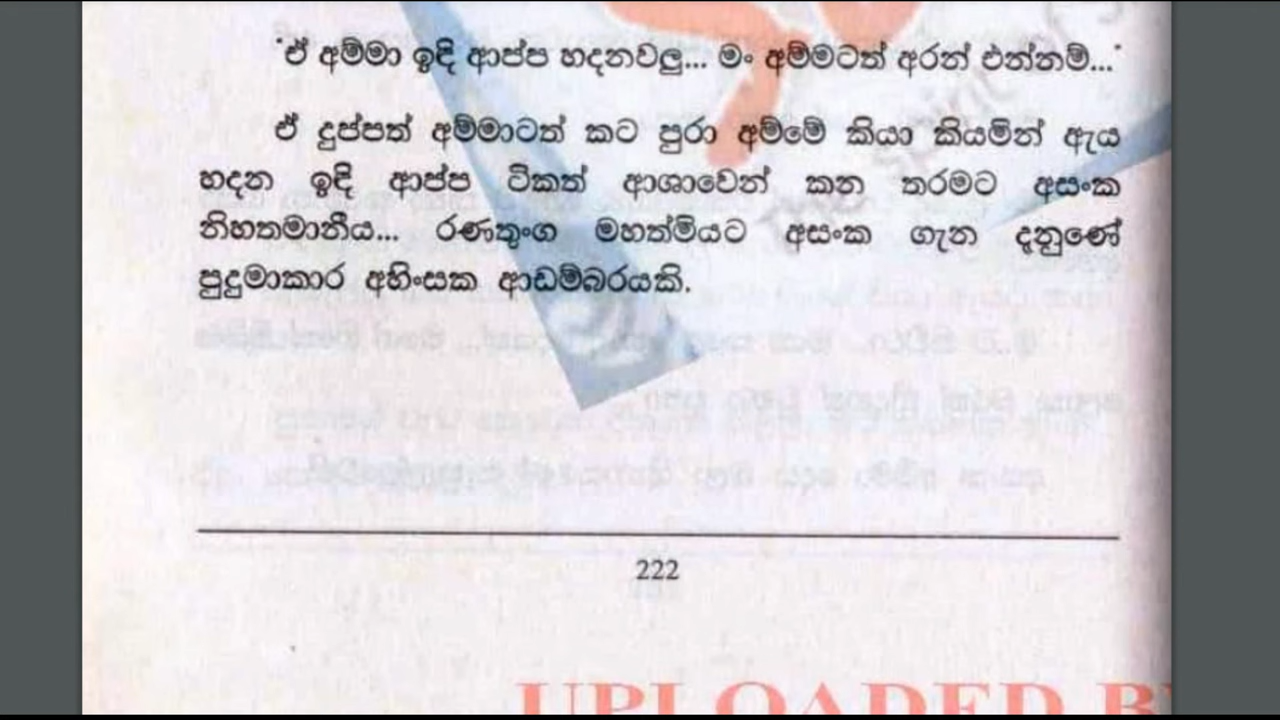 'ඒ අම්මා ඉඳි ආප්ප හදනවලු... මං අම්මටත් අරන් එන්නම්...'
ඒ දුප්පත් අම්මාටත් කට පුරා අම්මේ කියා කියමින් ඇය
හදන ඉඳි ආප්ප ටිකත් ආශාවෙන් කන තරමට අසංක
නිහතමානීය... රණතුංග මහත්මියට අසංක ගැන දනුණේ
පුදුමාකාර අහිංසක ආඩම්බරයකි.
222
UPLOADED